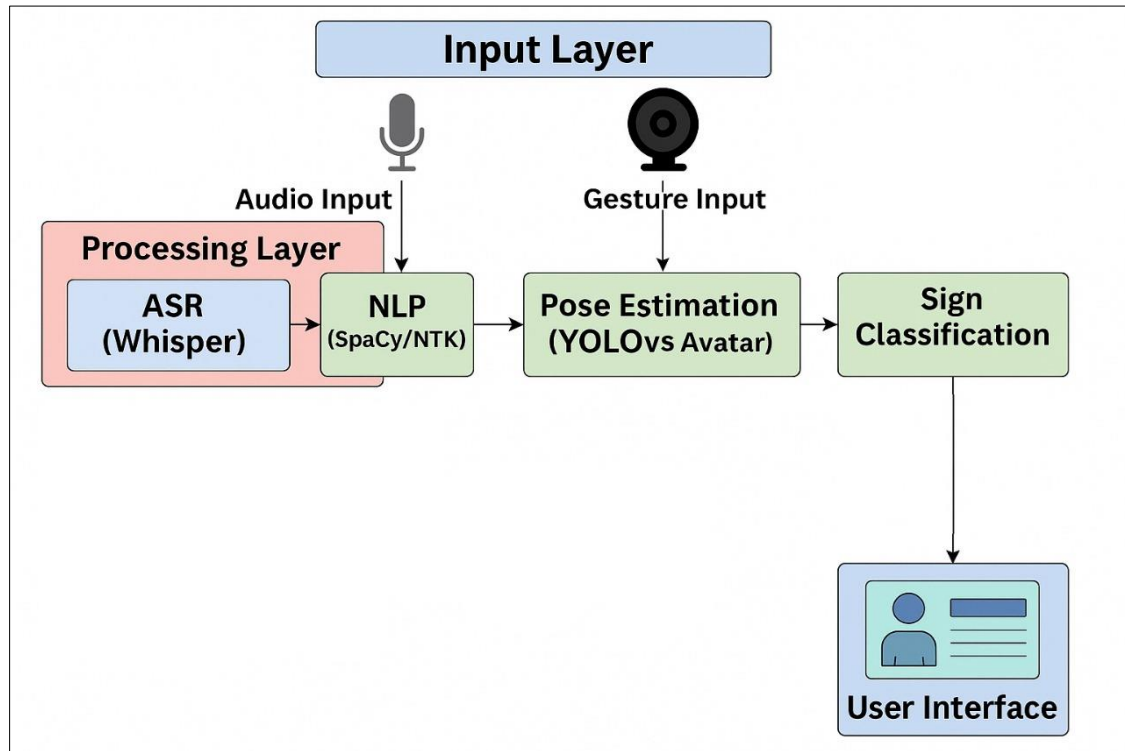 Input Layer
Audio Input
Gesture Input
Processing Layer
ASR
(Whisper)
NLP
(SpaCy/NTK)
Pose Estimation
(YOLOvs Avatar)
Sign
Classification
User Interface